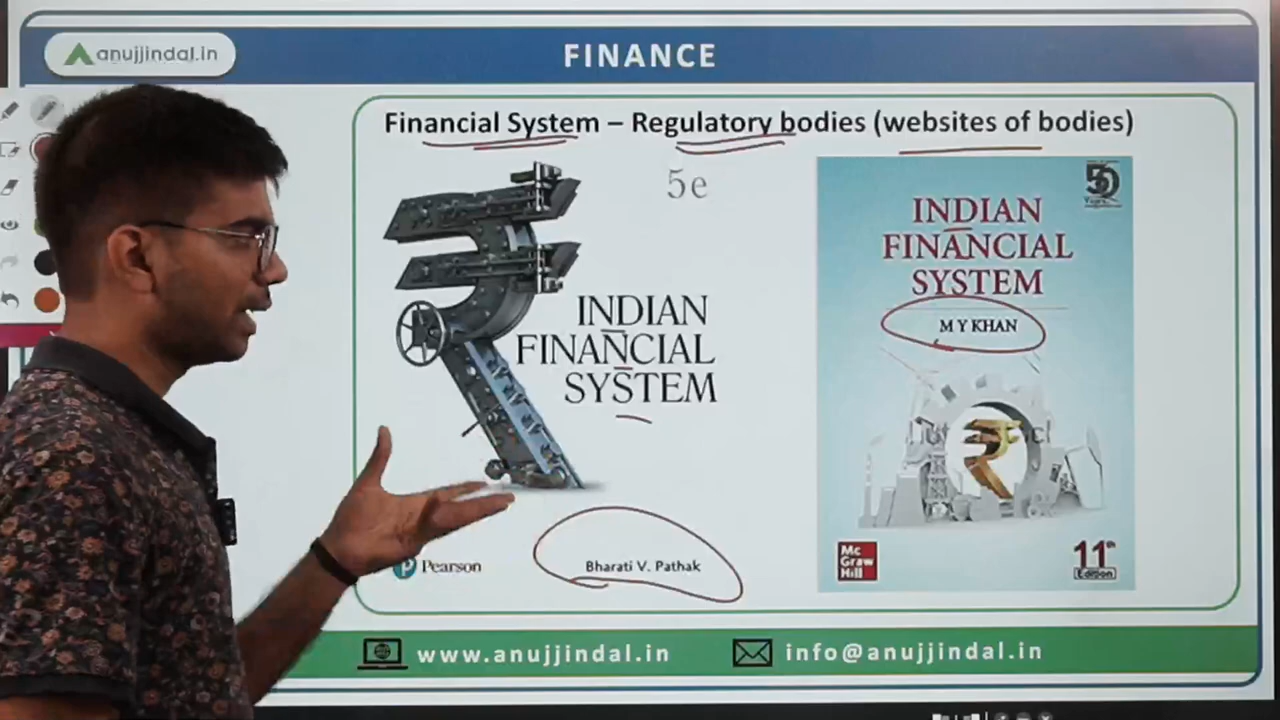 anujjindal.in
FINANCE
Financial System – Regulatory bodies (websites of bodies)
5e
INDIAN
FINANCIAL
SYSTEM
Pearson
Bharati V. Pathak
50
Years
INDIAN
FINANCIAL
SYSTEM
M Y KHAN
Mc
Graw
Hill
11th
Edition
www.anujjindal.in
info@anujjindal.in